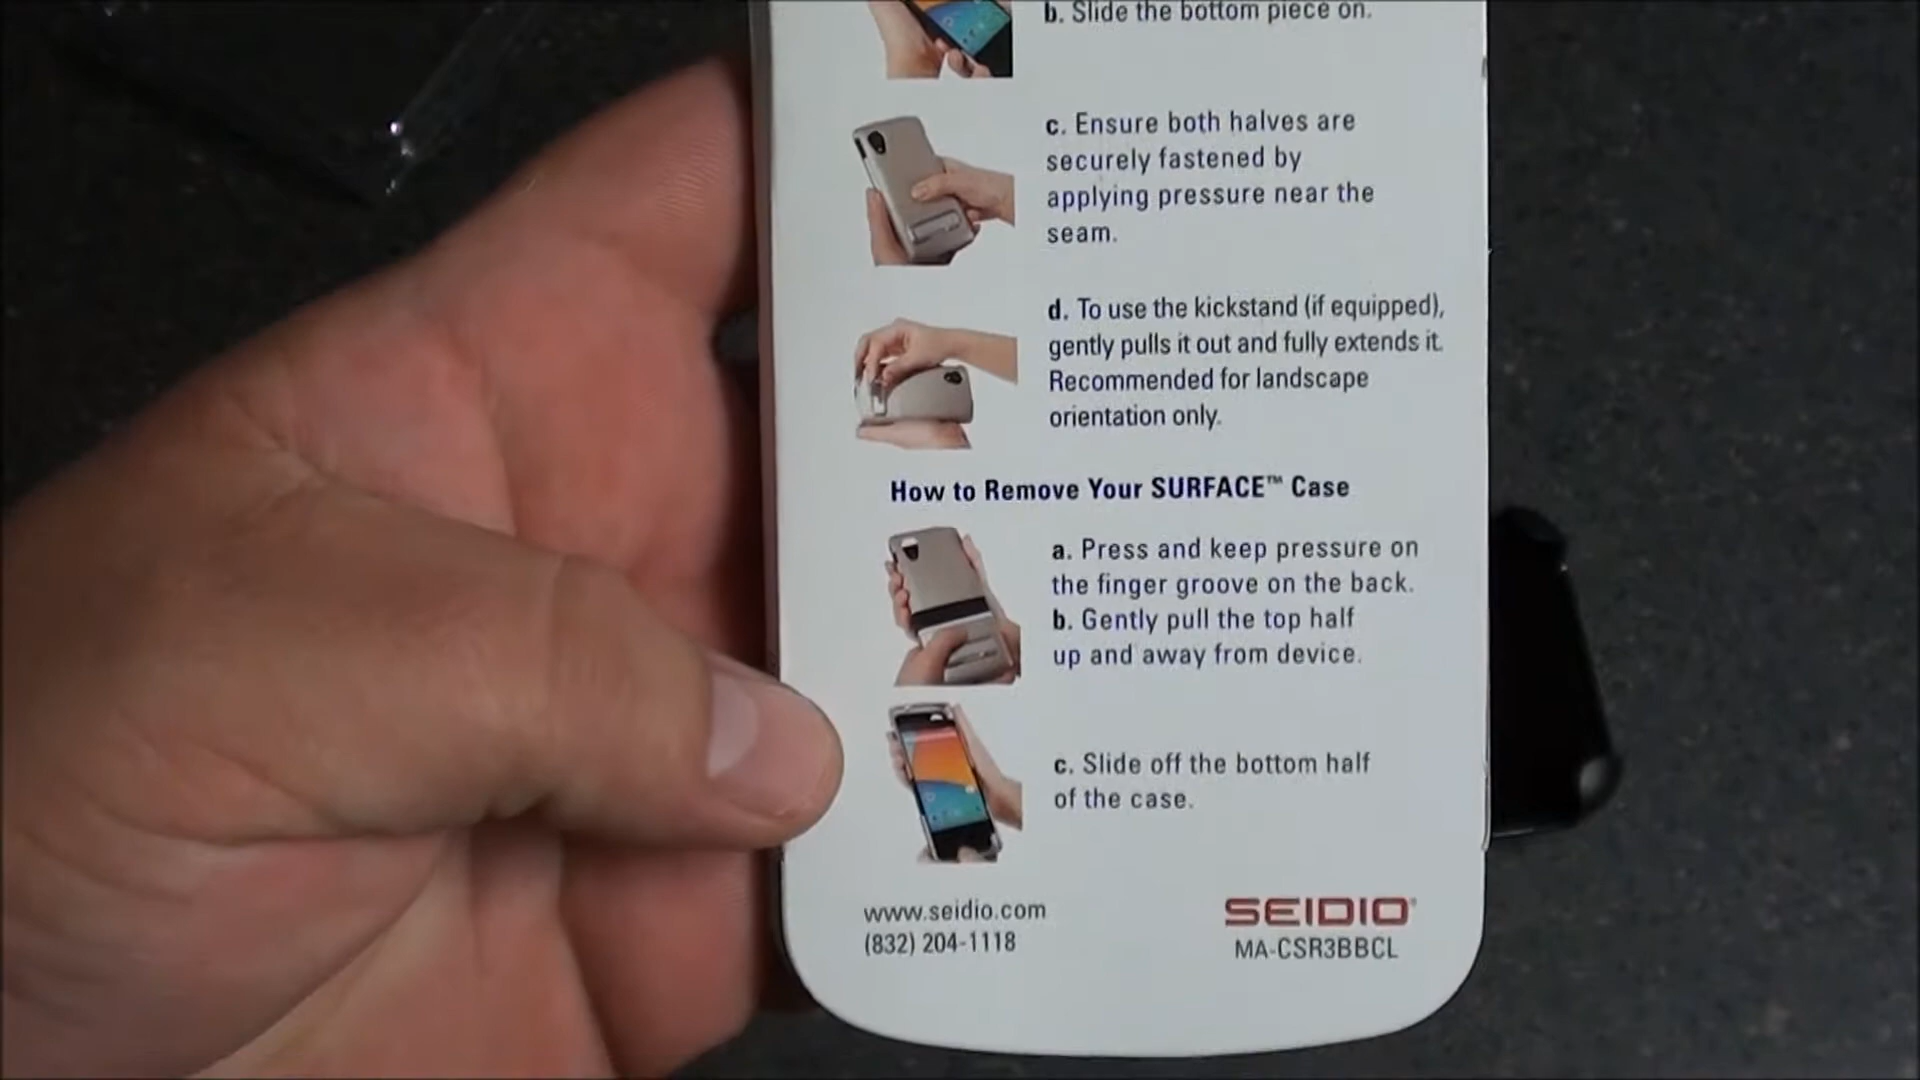 b. Slide the bottom piece on.
c. Ensure both halves are
securely fastened by
applying pressure near the
seam.
d. To use the kickstand (if equipped),
gently pulls it out and fully extends it.
Recommended for landscape
orientation only.
How to Remove Your SURFACE™ Case
a. Press and keep pressure on
the finger groove on the back.
b. Gently pull the top half
up and away from device.
c. Slide off the bottom half
of the case.
www.seidio.com
(832) 204-1118
SEIDIO®
MA-CSR3BBCL